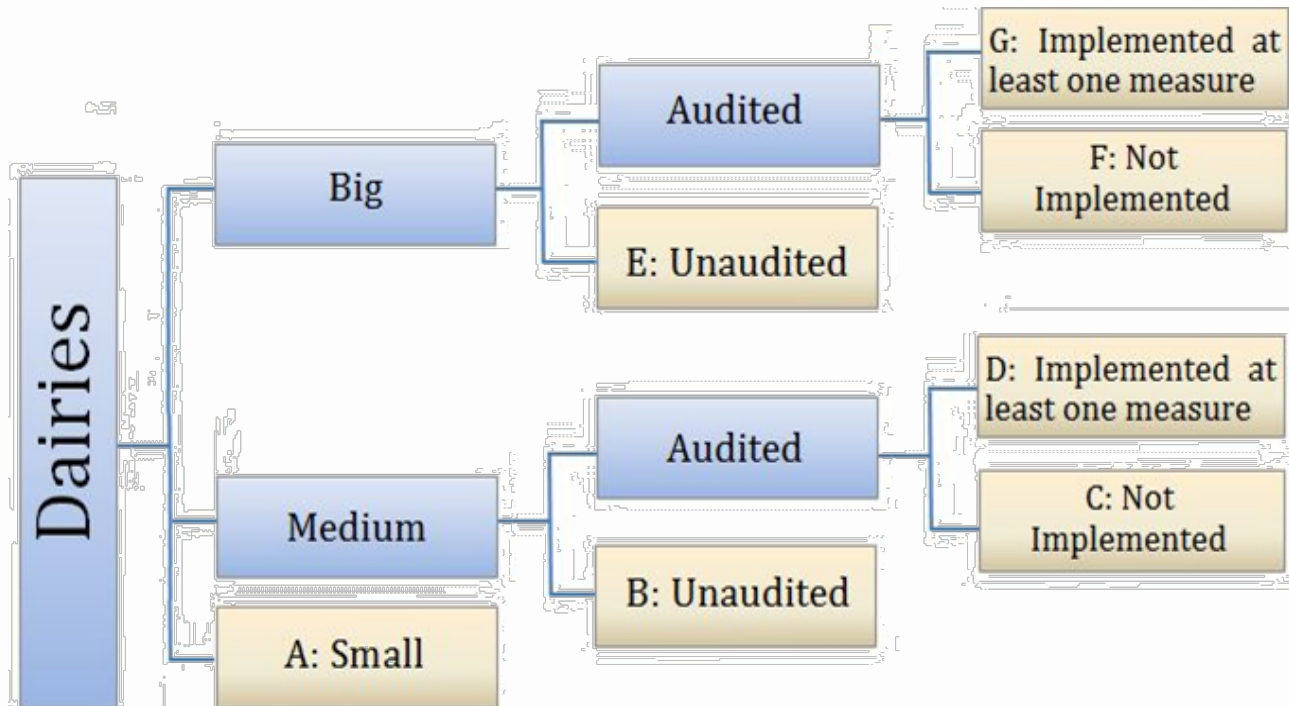 Dairies
Big
Audited
G: Implemented at
least one measure
F: Not
Implemented
E: Unaudited
Medium
Audited
D: Implemented at
least one measure
C: Not
Implemented
B: Unaudited
A: Small